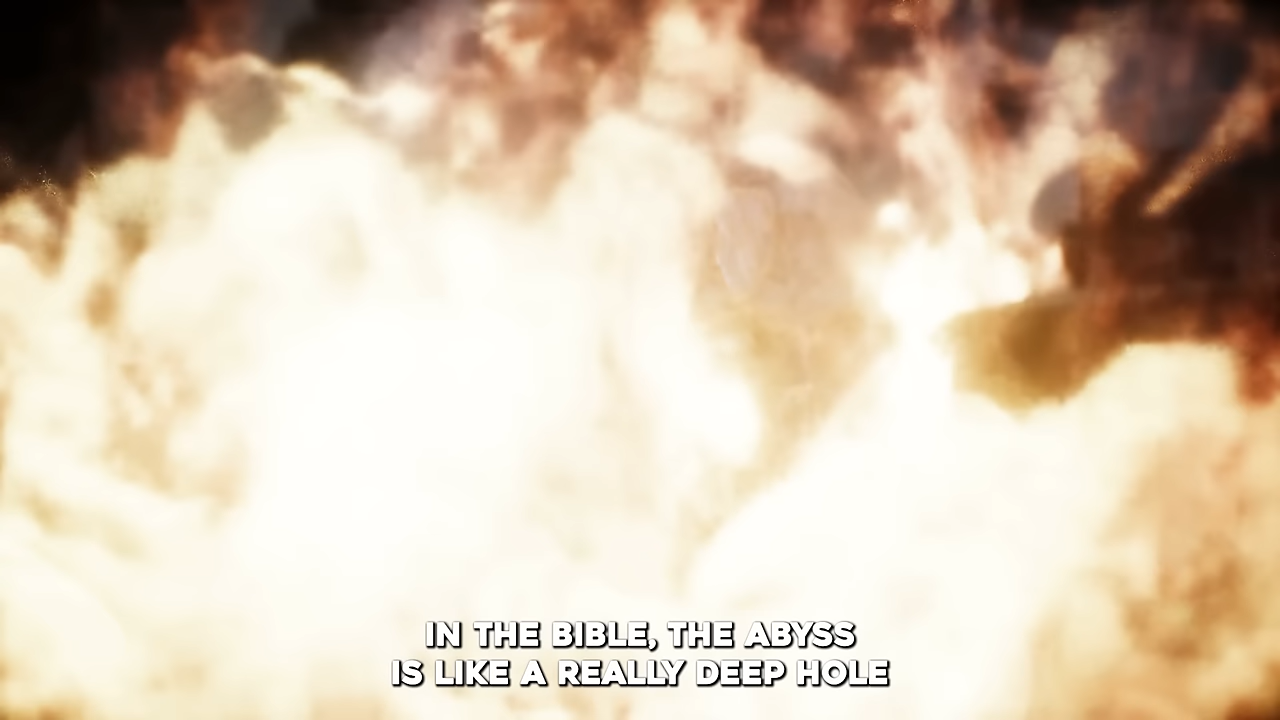 IN THE BIBLE, THE ABYSS
IS LIKE A REALLY DEEP HOLE